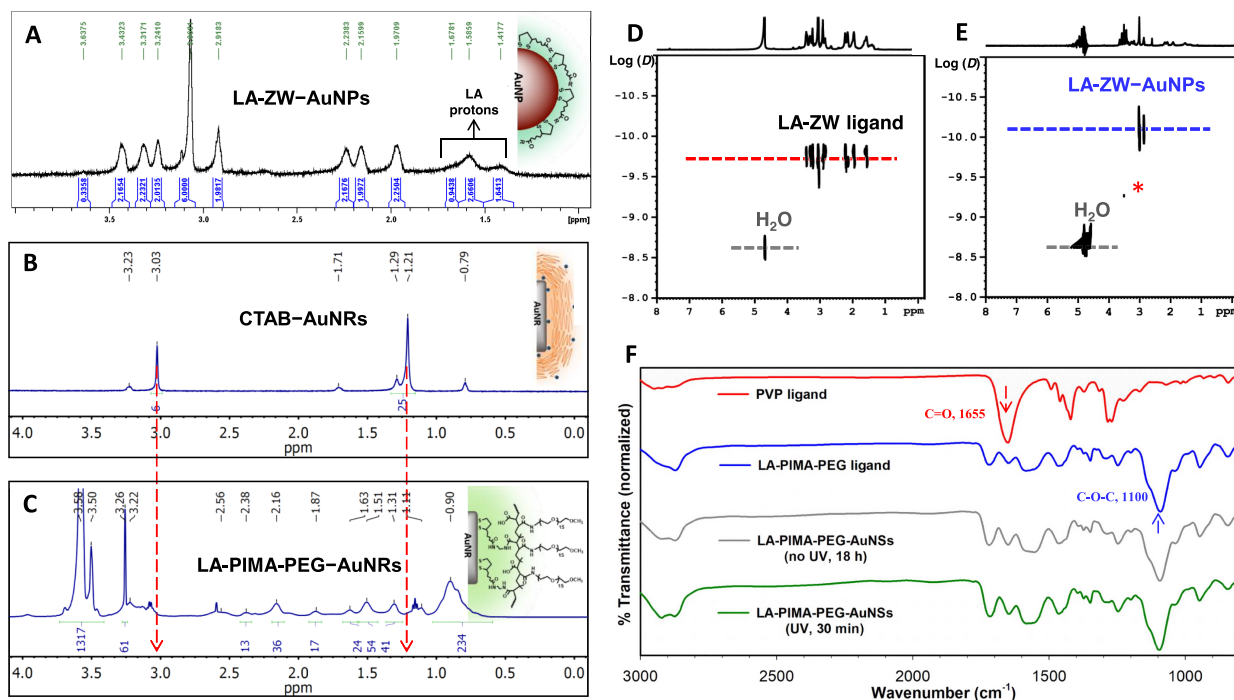 A
3.6375
3.4323
3.3171
3.2410
2.9183
2.2383
2.1599
1.9709
1.6781
1.5859
1.4177
LA-ZW−AuNPs
LA
protons
AuNP
0.3358
2.1654
2.2321
2.0135
6.0000
1.9817
2.1676
1.9972
2.2504
0.9438
2.6606
1.6413
3.5
3.0
2.5
2.0
1.5
[ppm]
B
3.23
3.03
1.71
1.29
1.21
0.79
CTAB−AuNRs
AuNR
6
25
4.0 3.5 3.0 2.5 2.0 1.5 1.0 0.5 0.0
ppm
C
3.50
3.26
3.22
2.56
2.38
2.16
1.87
1.63
1.51
1.31
1.11
0.90
LA-PIMA-PEG−AuNRs
AuNR
1317
61
13
36
17
24
54
41
234
4.0 3.5 3.0 2.5 2.0 1.5 1.0 0.5 0.0
ppm
D
Log (D)
-10.5
-10.0
-9.5
-9.0
-8.5
-8.0
LA-ZW ligand
H2O
8 6 4 2 ppm
E
Log (D)
-10.5
-10.0
-9.5
-9.0
-8.5
-8.0
LA-ZW−AuNPs
*
H2O
8 7 6 5 4 3 2 1 ppm
F
% Transmittance (normalized)
PVP ligand
C=O, 1655
LA-PIMA-PEG ligand
C-O-C, 1100
LA-PIMA-PEG-AuNSs
(no UV, 18 h)
LA-PIMA-PEG-AuNSs
(UV, 30 min)
3000 2000 1500 1000
Wavenumber (cm-1)